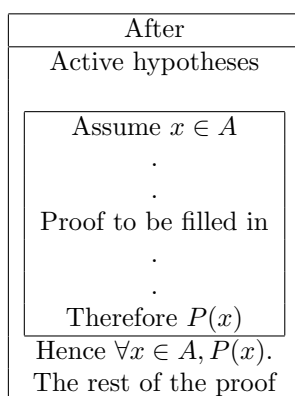 After
Active hypotheses
Assume x ∈ A
.
.
Proof to be filled in
.
.
Therefore P(x)
Hence ∀x ∈ A, P(x).
The rest of the proof